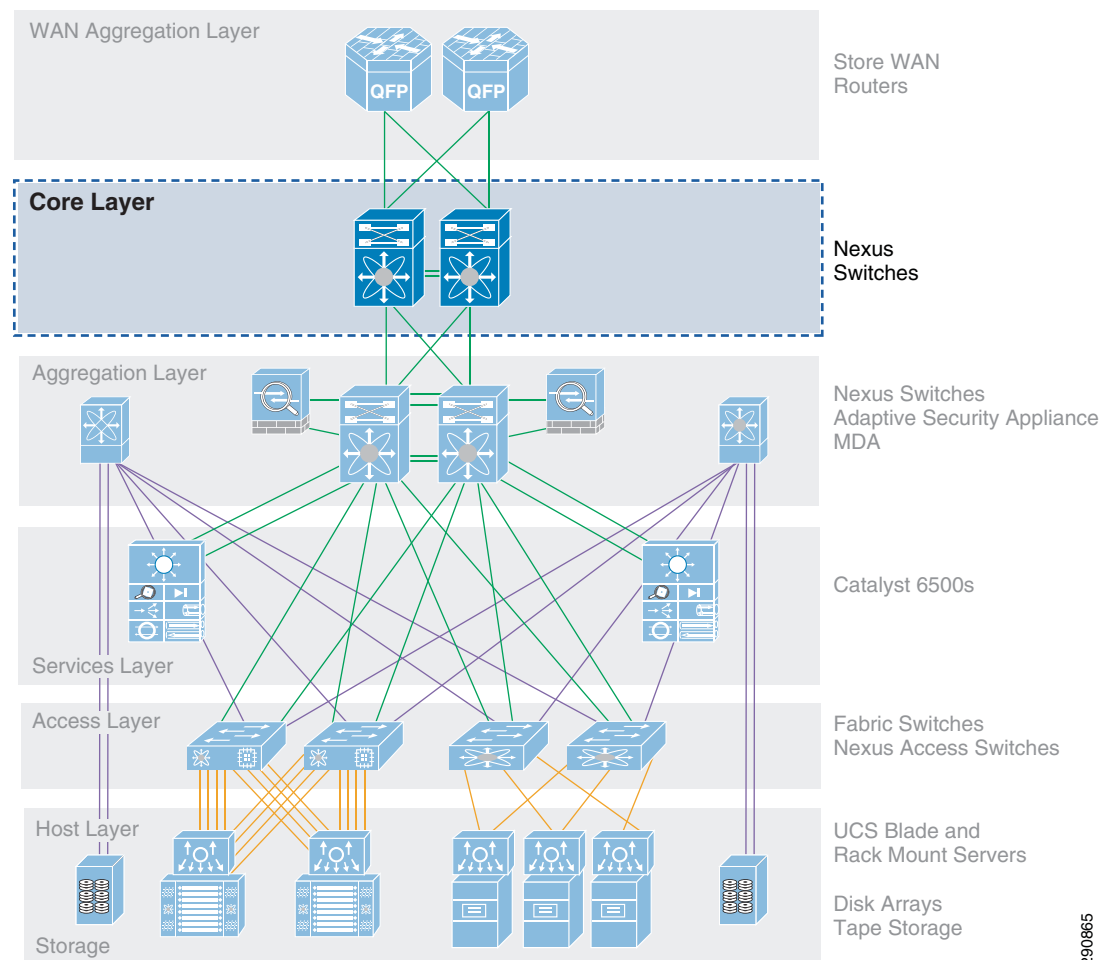 WAN Aggregation Layer
QFP
QFP
Store WAN
Routers
Core Layer
Nexus
Switches
Aggregation Layer
Nexus Switches
Adaptive Security Appliance
MDA
Catalyst 6500s
Services Layer
Access Layer
Fabric Switches
Nexus Access Switches
Host Layer
UCS Blade and
Rack Mount Servers
Disk Arrays
Tape Storage
Storage
290865